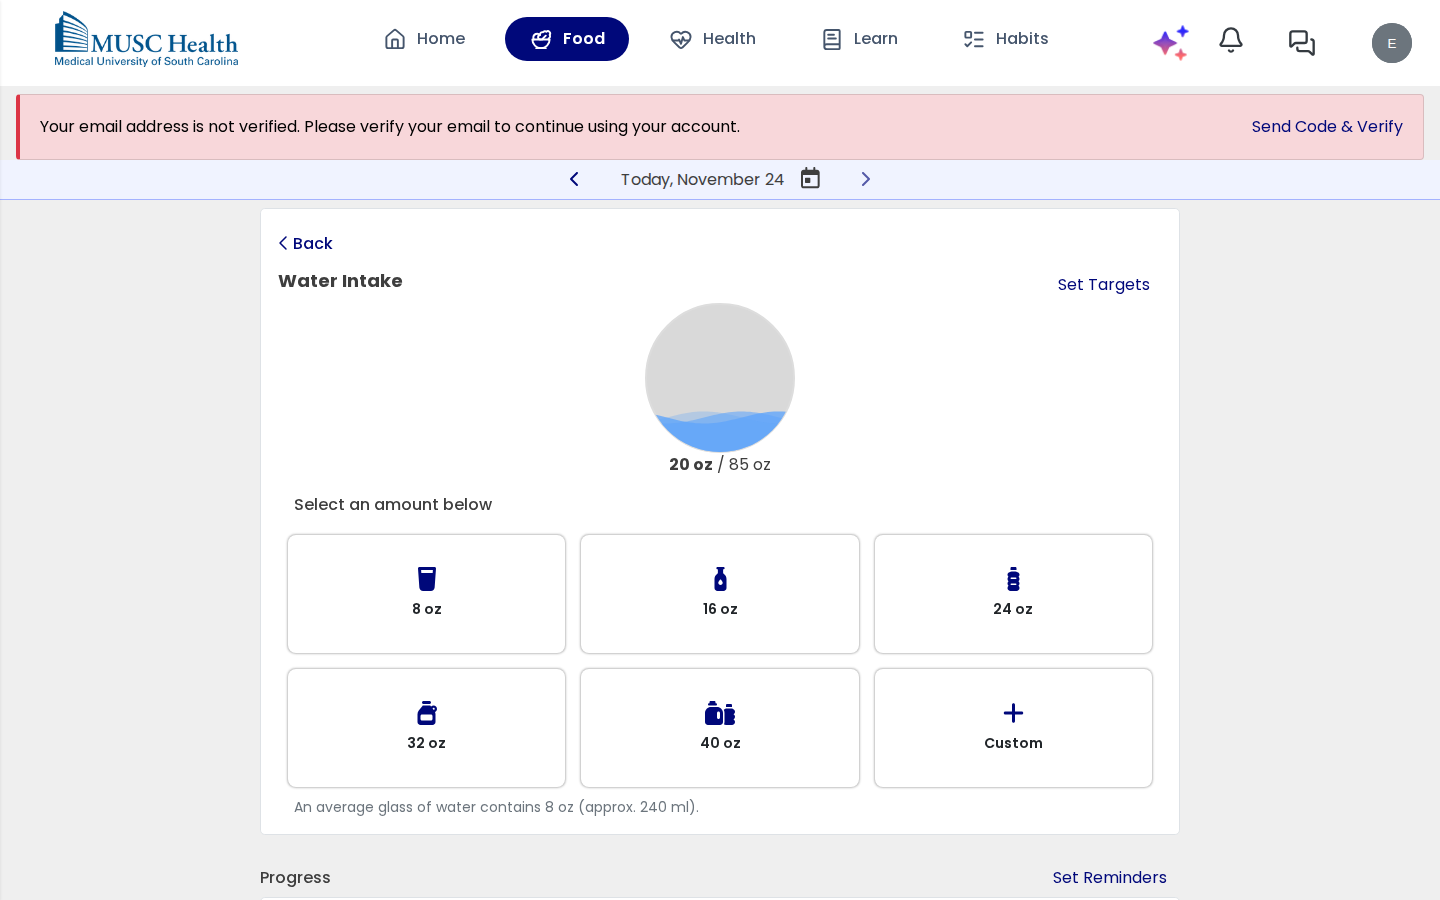 MUSC Health
Medical University of South Carolina
Home
Food
Health
Learn
Habits
E
Your email address is not verified. Please verify your email to continue using your account.
Send Code & Verify
Today, November 24
Back
Water Intake
Set Targets
20 oz / 85 oz
Select an amount below
8 oz
16 oz
24 oz
32 oz
40 oz
Custom
An average glass of water contains 8 oz (approx. 240 ml).
Progress
Set Reminders